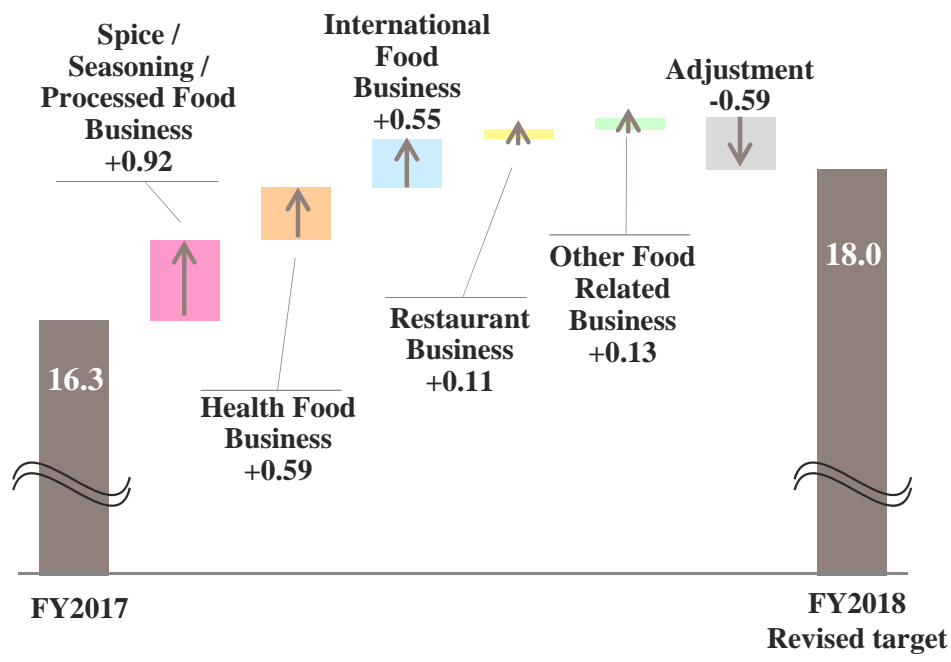 Spice /
Seasoning /
Processed Food
Business
+0.92
International
Food
Business
+0.55
Adjustment
-0.59
Other Food
Related
Business
+0.13
Restaurant
Business
+0.11
Health Food
Business
+0.59
16.3
18.0
FY2017
FY2018
Revised target